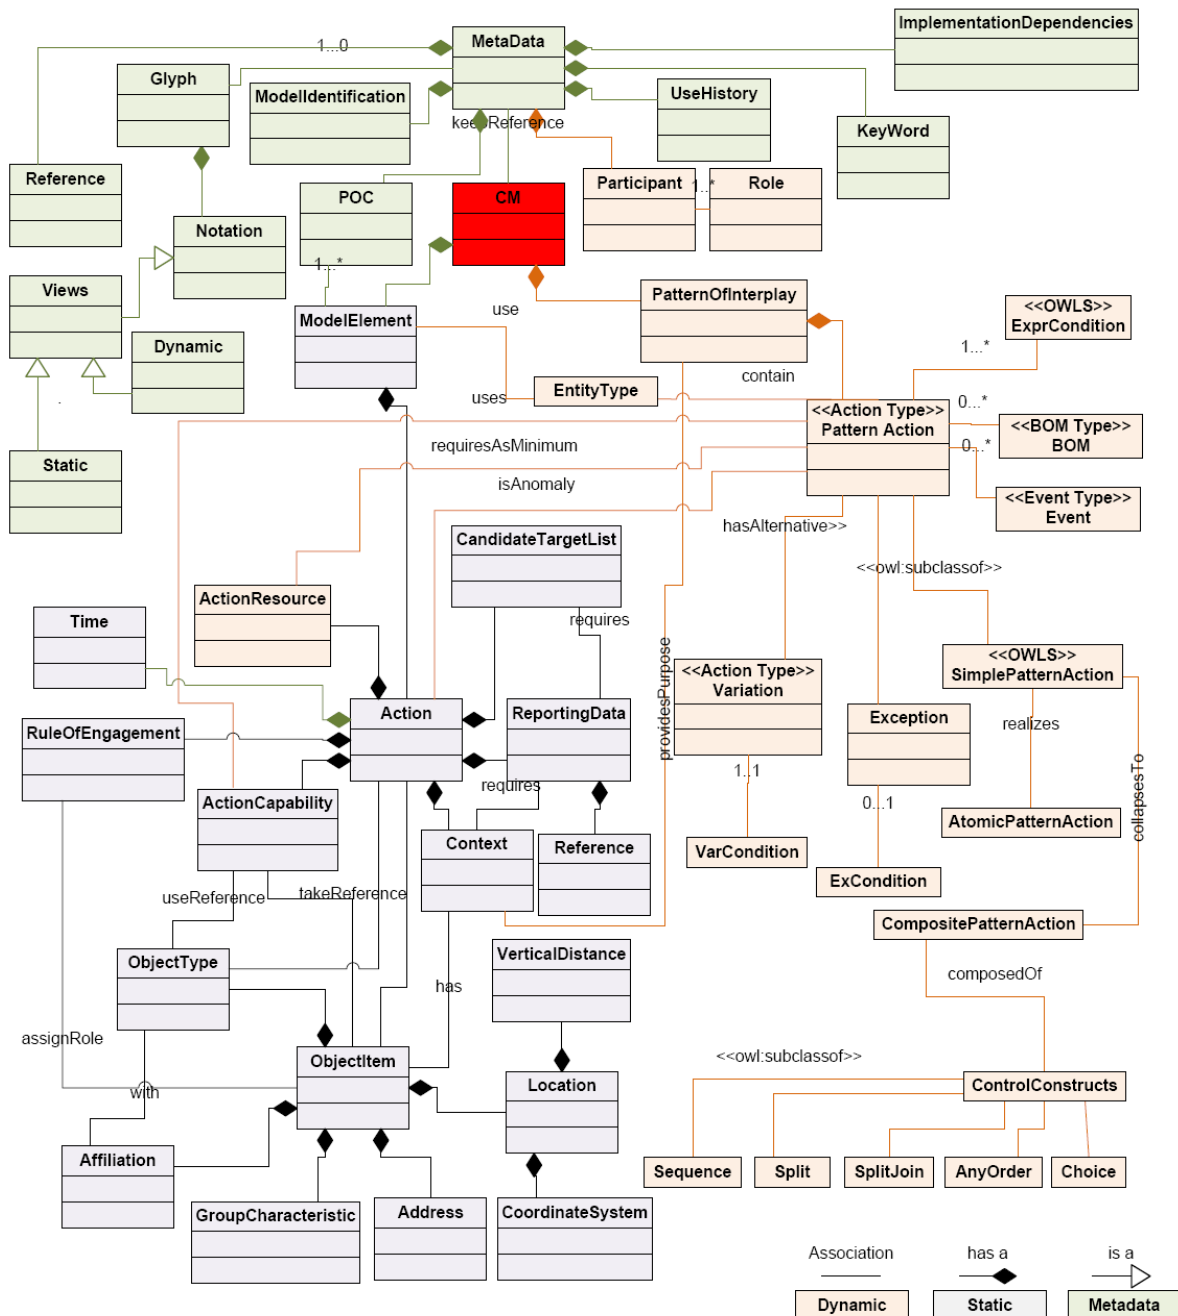 ImplementationDependencies
MetaData
1...0
Glyph
ModelIdentification
UseHistory
keepReference
KeyWord
Reference
POC
CM
Participant
1..*
Role
Notation
1...*
Views
PatternOfInterplay
<<OWLS>>
ExprCondition
use
ModelElement
Dynamic
1...*
contain
EntityType
uses
0...*
<<Action Type>>
Pattern Action
<<BOM Type>>
BOM
requiresAsMinimum
0...*
.
Static
isAnomaly
<<Event Type>>
Event
hasAlternative>>
CandidateTargetList
<<owl:subclassof>>
ActionResource
Time
requires
<<OWLS>>
SimplePatternAction
<<Action Type>>
Variation
providesPurpose
Action
ReportingData
Exception
realizes
RuleOfEngagement
requires
1..1
collapsesTo
ActionCapability
0...1
AtomicPatternAction
Context
Reference
VarCondition
ExCondition
useReference
takeReference
CompositePatternAction
ObjectType
VerticalDistance
composedOf
has
assignRole
ObjectItem
<<owl:subclassof>>
with
Location
ControlConstructs
Affiliation
Sequence
Split
SplitJoin
AnyOrder
Choice
GroupCharacteristic
Address
CoordinateSystem
Association
has a
is a
Dynamic
Static
Metadata